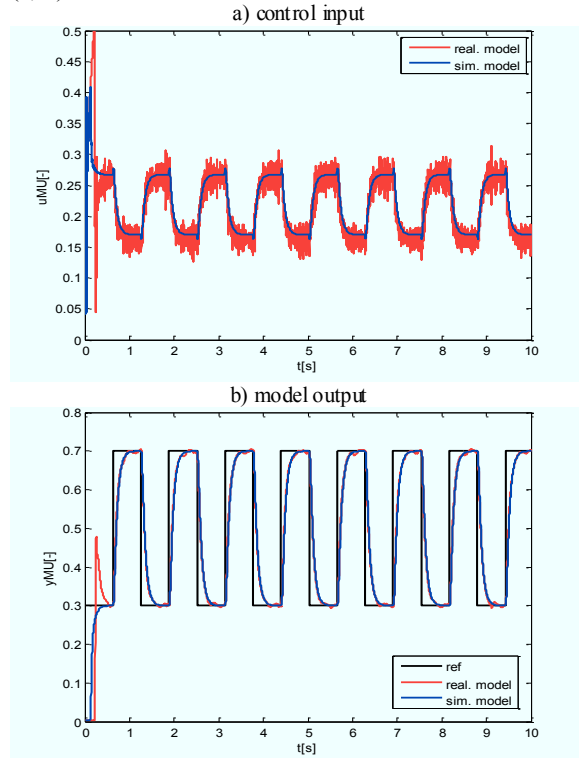 a) control input
0.5
0.45
0.4
0.35
0.3
0.25
0.2
0.15
0.1
0.05
0
uMU[-]
real. model
sim. model
0 1 2 3 4 5 6 7 8 9 10
t[s]
b) model output
0.8
0.7
0.6
0.5
0.4
0.3
0.2
0.1
0
yMU[-]
ref
real. model
sim. model
0 1 2 3 4 5 6 7 8 9 10
t[s]